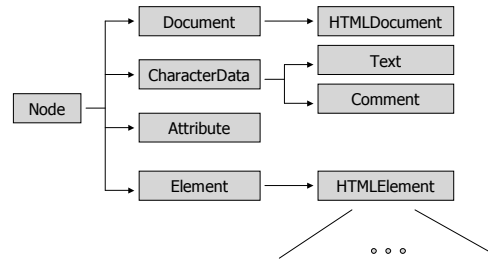 Document
HTMLDocument
CharacterData
Text
Comment
Node
Attribute
Element
HTMLElement